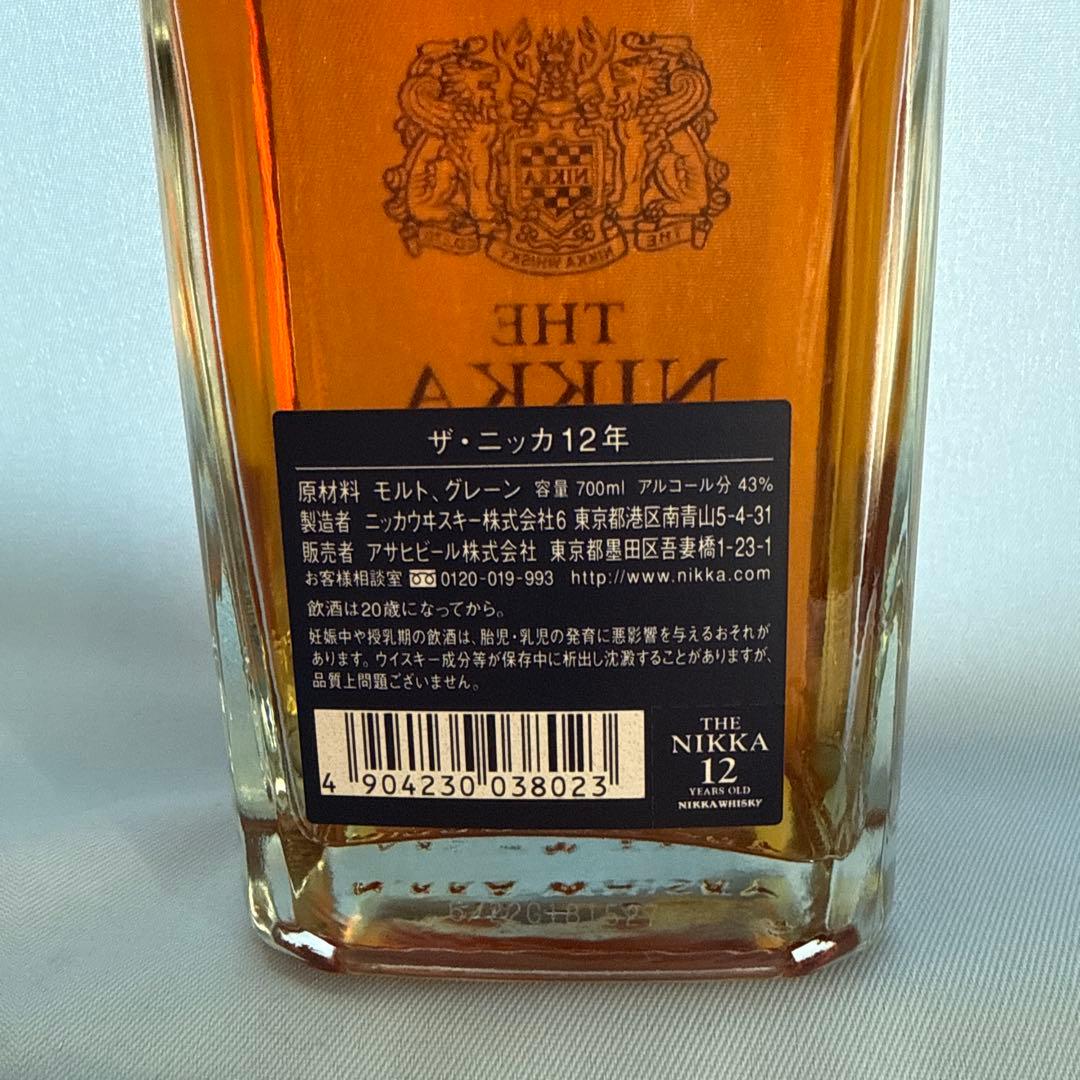 NIKKA
THE
NIKKA WHISKY
THE
NIKKA
ザ・ニッカ12年
原材料 モルト、グレーン 容量 700ml アルコール分 43%
製造者 ニッカウヰスキー株式会社6 東京都港区南青山5-4-31
販売者 アサヒビール株式会社 東京都墨田区吾妻橋1-23-1
お客様相談室 0120-019-993 http://www.nikka.com
飲酒は20歳になってから。
妊娠中や授乳期の飲酒は、胎児・乳児の発育に悪影響を与えるおそれが
あります。ウイスキー成分等が保存中に析出し沈澱することがありますが、
品質上問題ございません。
4 904230 038023
THE
NIKKA
12
YEARS OLD
NIKKA WHISKY